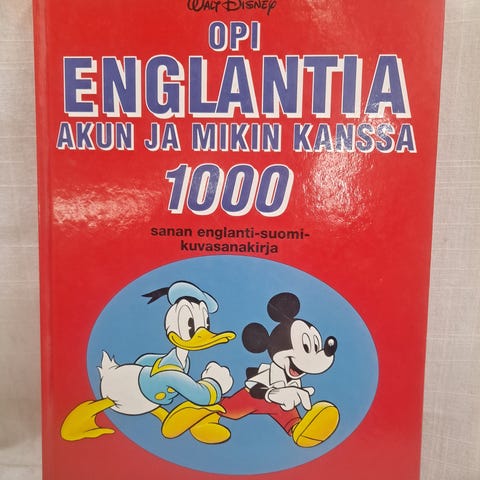 WALT DISNEY
OPI
ENGLANTIA
AKUN JA MIKIN KANSSA
1000
sanan englanti-suomi-
kuvasanakirja